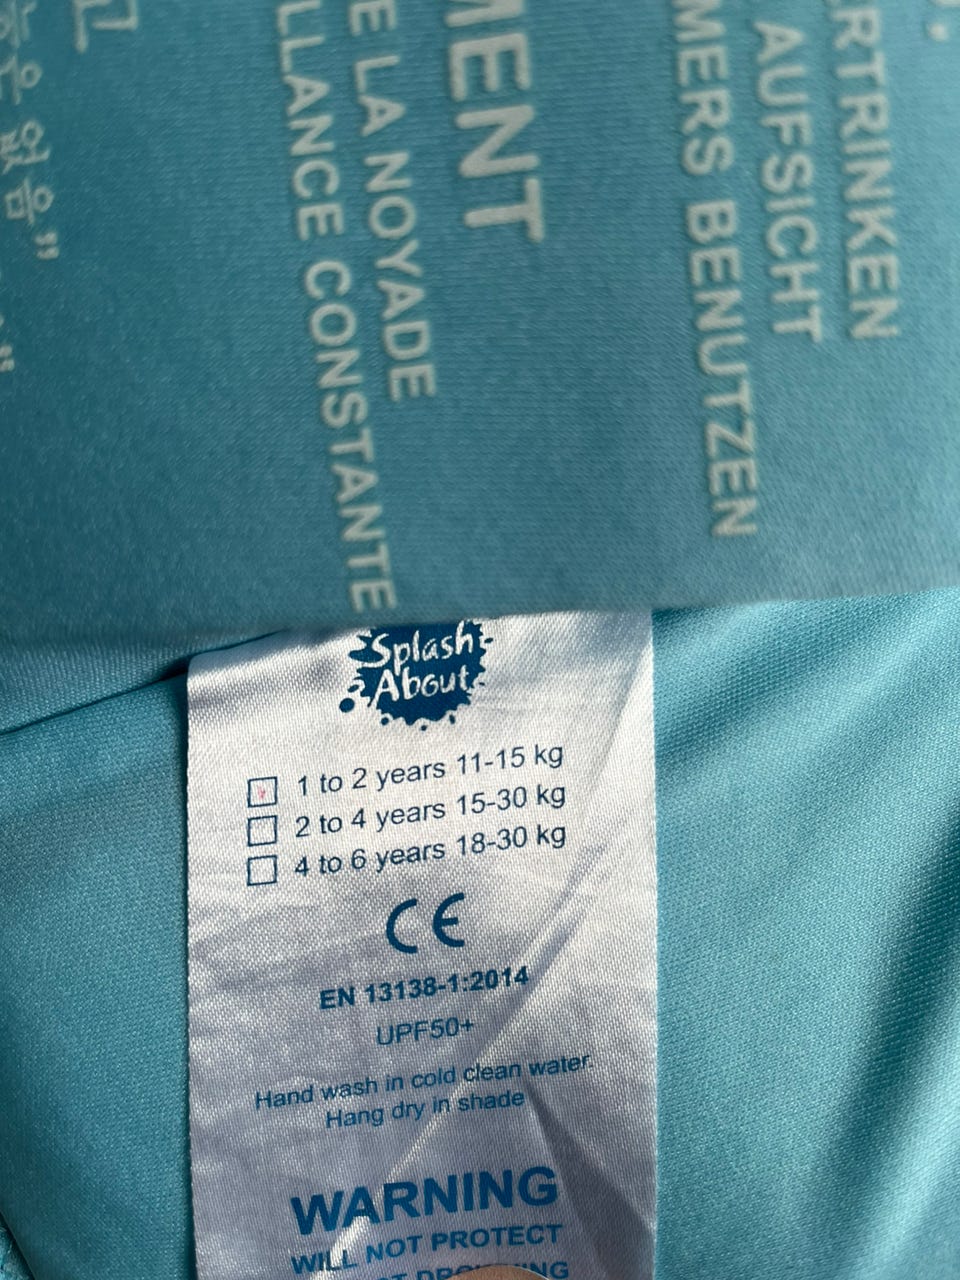 ERTRINKEN
AUFSICHT
MERS BENUTZEN
MENT
E LA NOYADE
LLANCE CONSTANTE
Splash
About
1 to 2 years 11-15 kg
2 to 4 years 15-30 kg
4 to 6 years 18-30 kg
CE
EN 13138-1:2014
UPF50+
Hand wash in cold clean water.
Hang dry in shade
WARNING
WILL NOT PROTECT